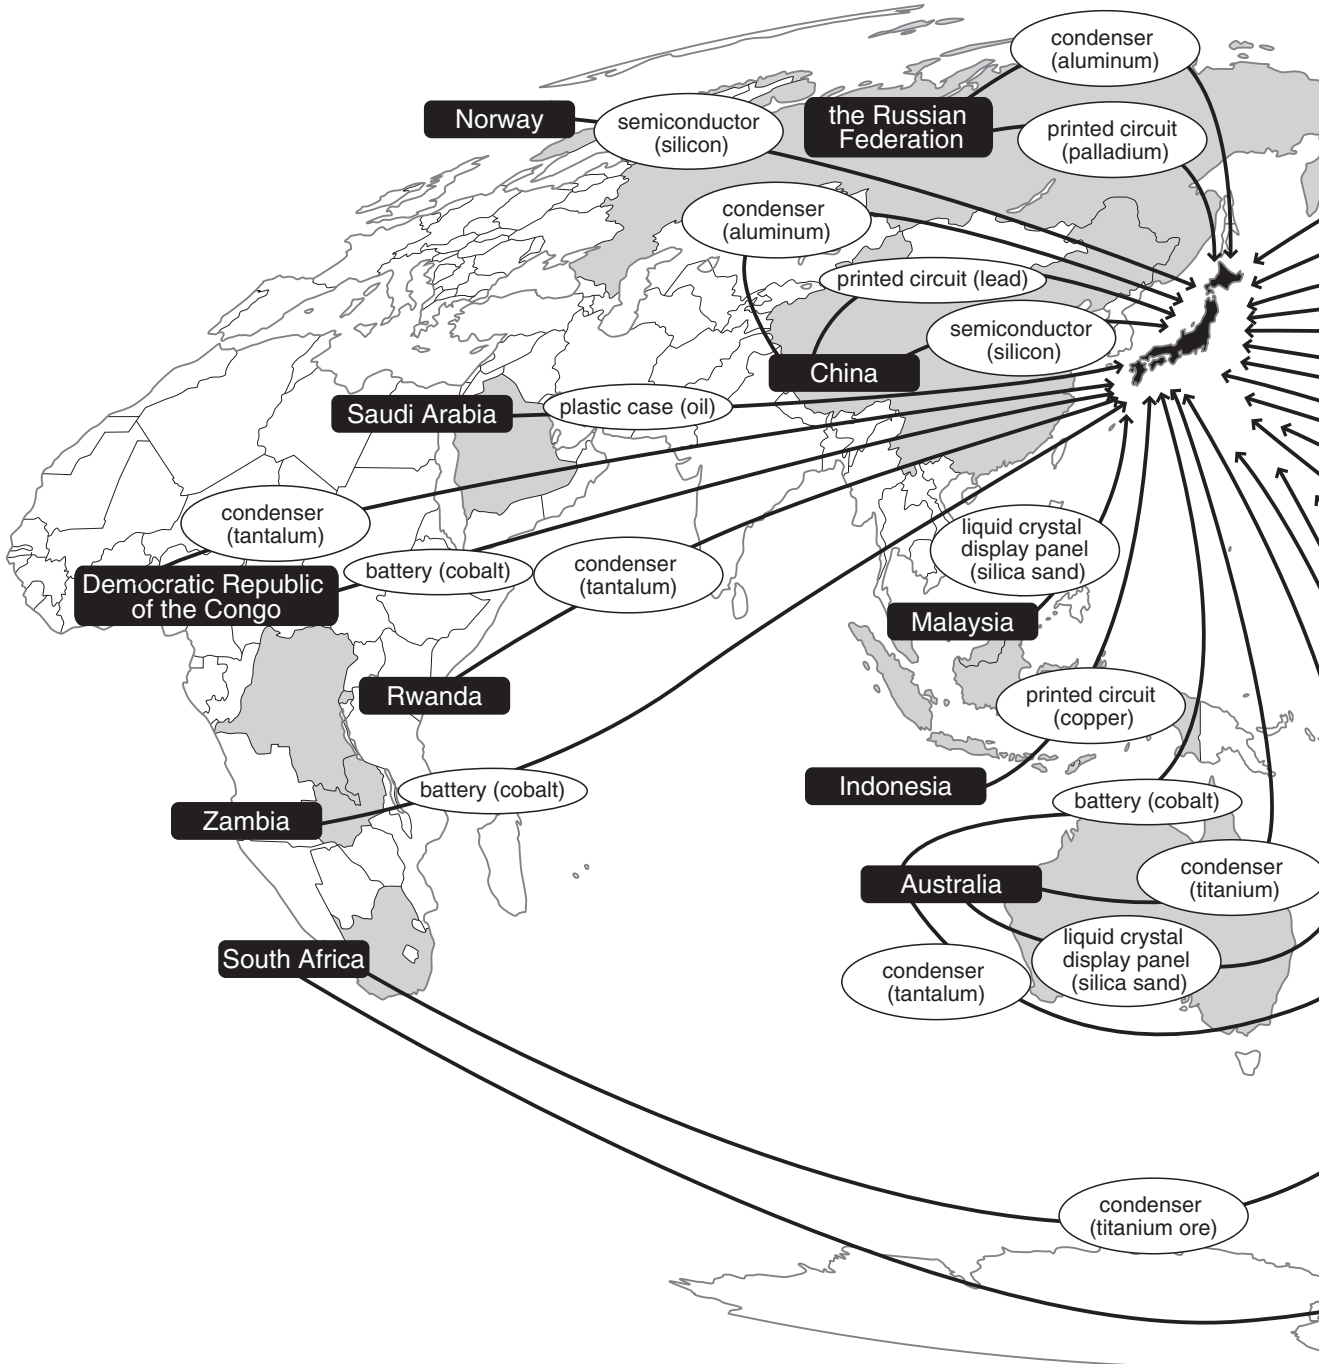 condenser
(aluminum)
Norway
semiconductor
(silicon)
the Russian
Federation
printed circuit
(palladium)
condenser
(aluminum)
printed circuit (lead)
semiconductor
(silicon)
China
Saudi Arabia
plastic case (oil)
condenser
(tantalum)
Democratic Republic
of the Congo
battery (cobalt)
condenser
(tantalum)
liquid crystal
display panel
(silica sand)
Malaysia
Rwanda
printed circuit
(copper)
Indonesia
battery (cobalt)
Zambia
battery (cobalt)
Australia
condenser
(titanium)
South Africa
condenser
(tantalum)
liquid crystal
display panel
(silica sand)
condenser
(titanium ore)